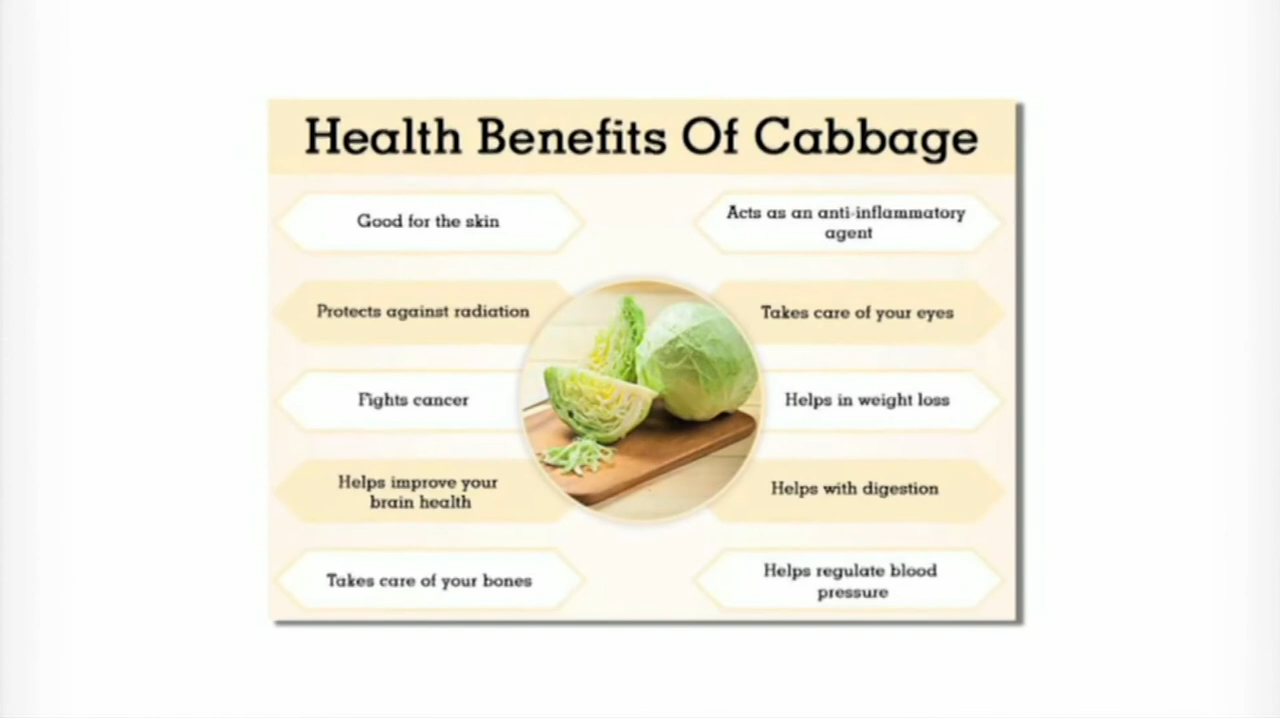 Health Benefits Of Cabbage
Good for the skin
Protects against radiation
Fights cancer
Helps improve your
brain health
Takes care of your bones
Acts as an anti-inflammatory
agent
Takes care of your eyes
Helps in weight loss
Helps with digestion
Helps regulate blood
pressure